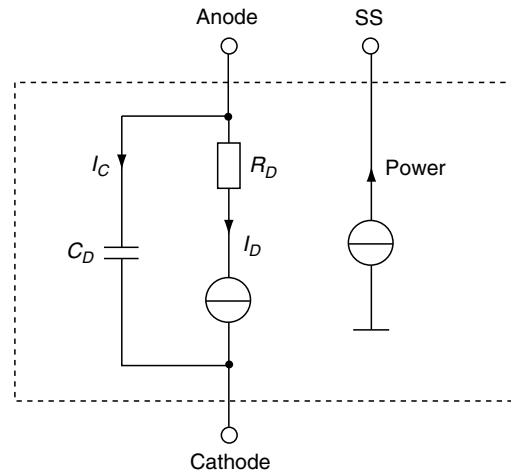 Anode
SS
I_C
R_D
Power
C_D
I_D
Cathode